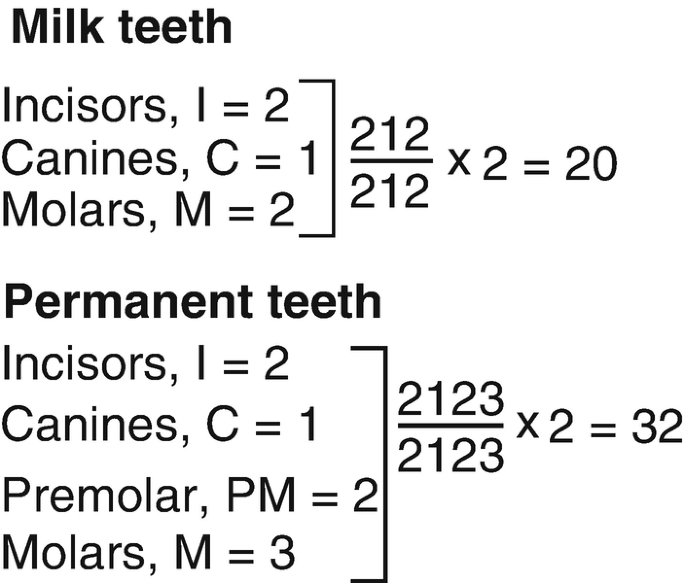 Milk teeth
Incisors, I = 2
Canines, C = 1
Molars, M = 2
212
212
x 2 = 20
Permanent teeth
Incisors, I = 2
Canines, C = 1
Premolar, PM = 2
Molars, M = 3
2123
2123
x 2 = 32